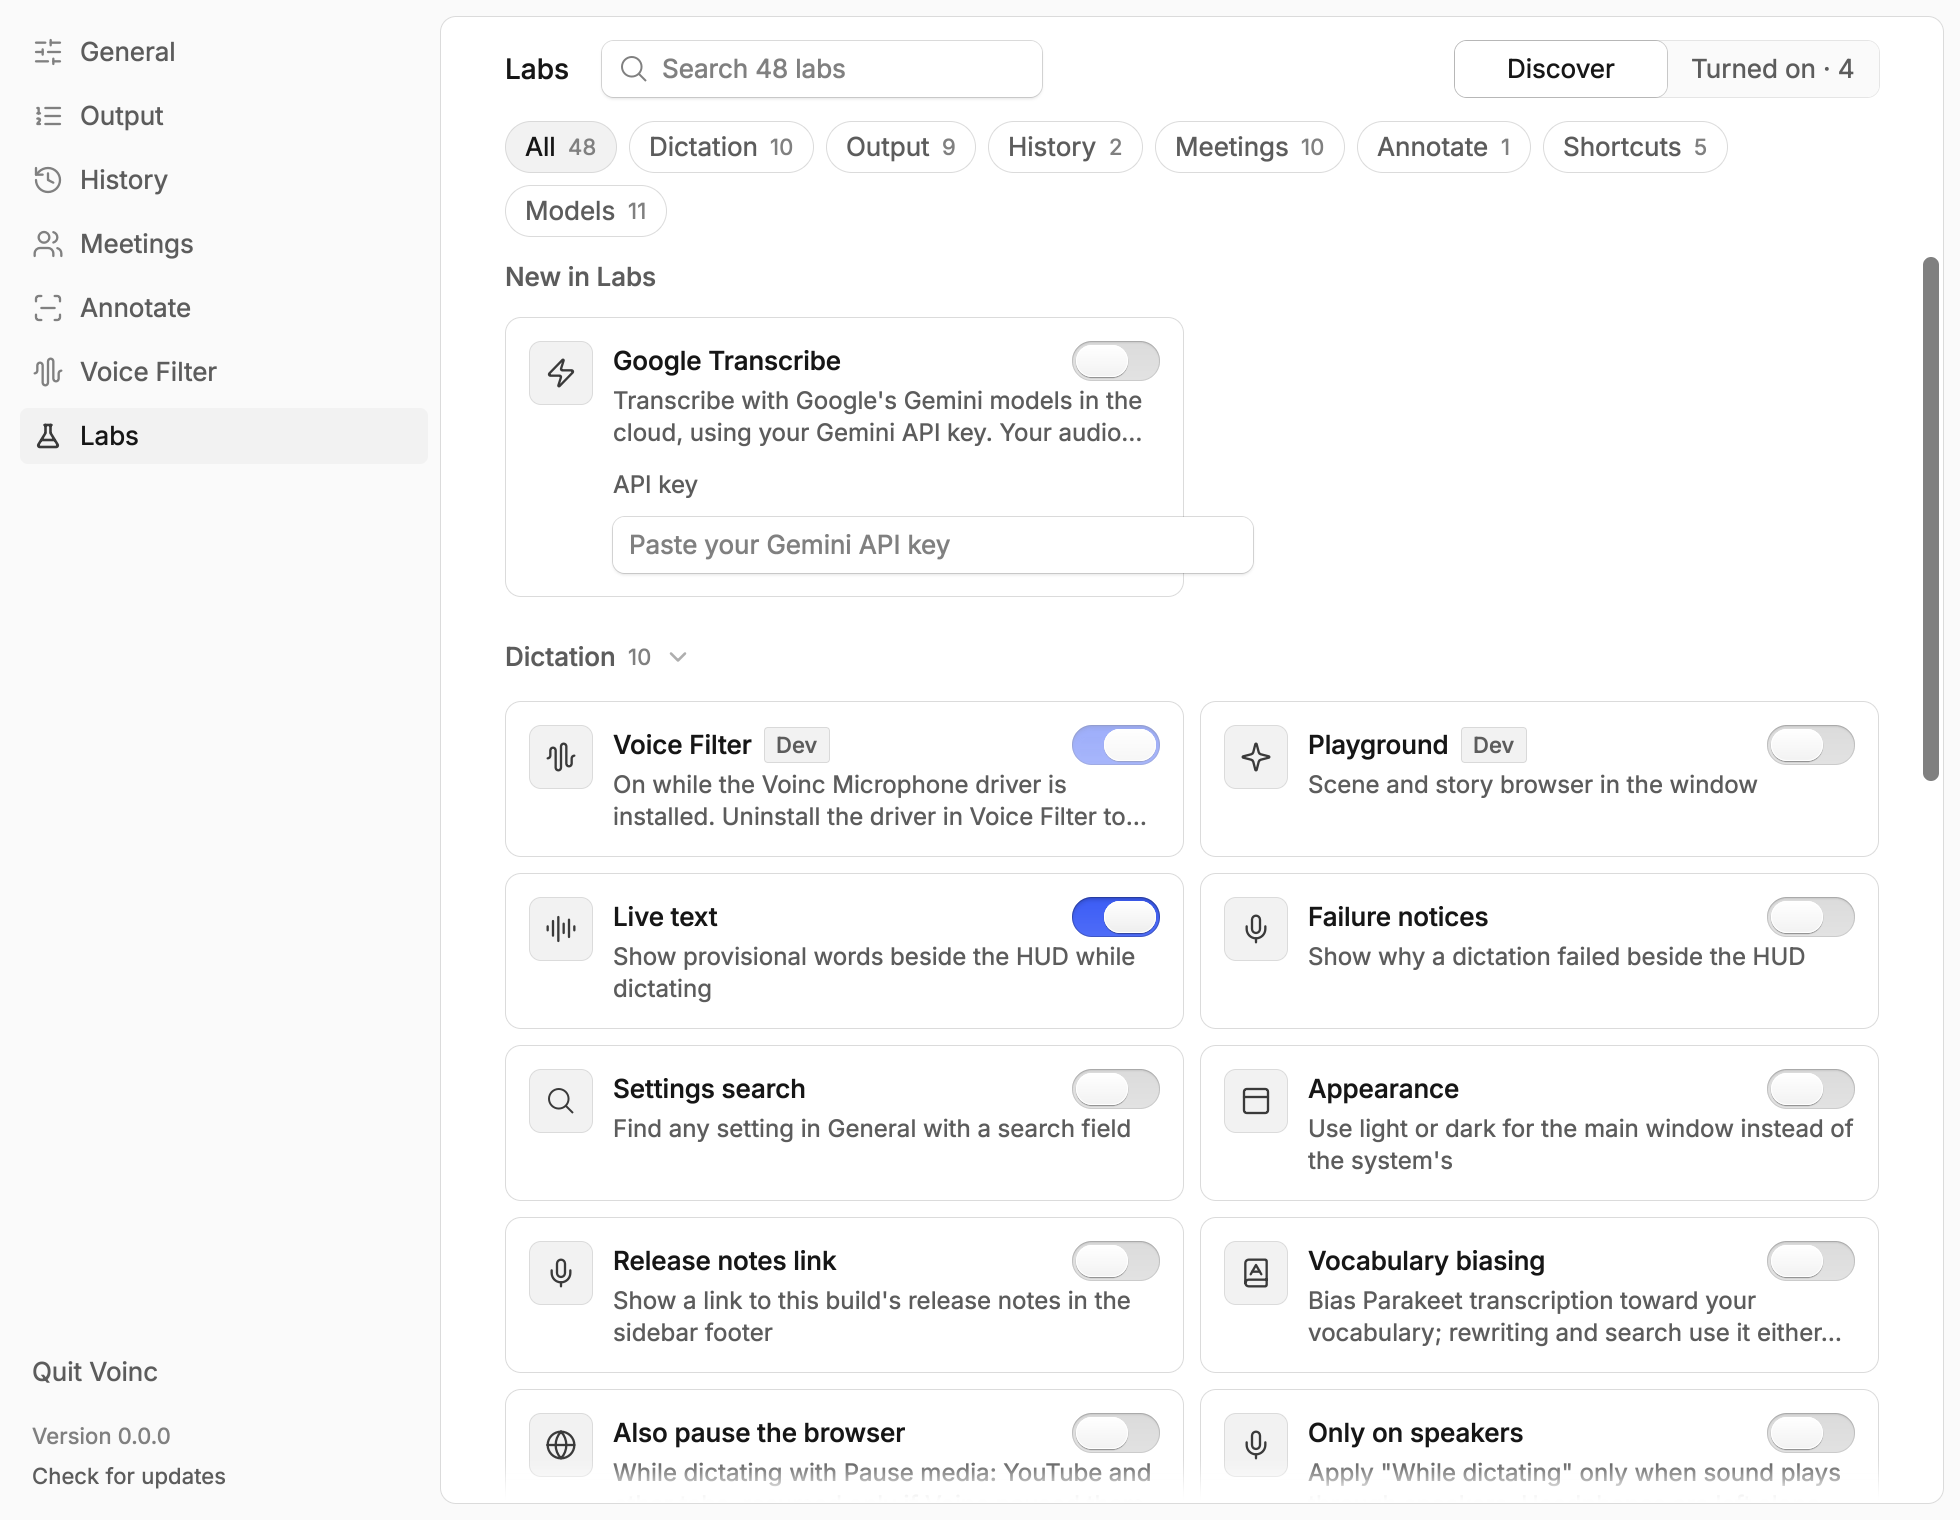 General
Output
History
Meetings
Annotate
Voice Filter
Labs
Quit Voinc
Version 0.0.0
Check for updates
Labs
Search 48 labs
Discover
Turned on · 4
All 48
Dictation 10
Output 9
History 2
Meetings 10
Annotate 1
Shortcuts 5
Models 11
New in Labs
Google Transcribe
Transcribe with Google's Gemini models in the
cloud, using your Gemini API key. Your audio...
API key
Paste your Gemini API key
Dictation 10
Voice Filter Dev
On while the Voinc Microphone driver is
installed. Uninstall the driver in Voice Filter to...
Playground Dev
Scene and story browser in the window
Live text
Show provisional words beside the HUD while
dictating
Failure notices
Show why a dictation failed beside the HUD
Settings search
Find any setting in General with a search field
Appearance
Use light or dark for the main window instead of
the system's
Release notes link
Show a link to this build's release notes in the
sidebar footer
Vocabulary biasing
Bias Parakeet transcription toward your
vocabulary; rewriting and search use it either...
Also pause the browser
While dictating with Pause media: YouTube and
Only on speakers
Apply "While dictating" only when sound plays